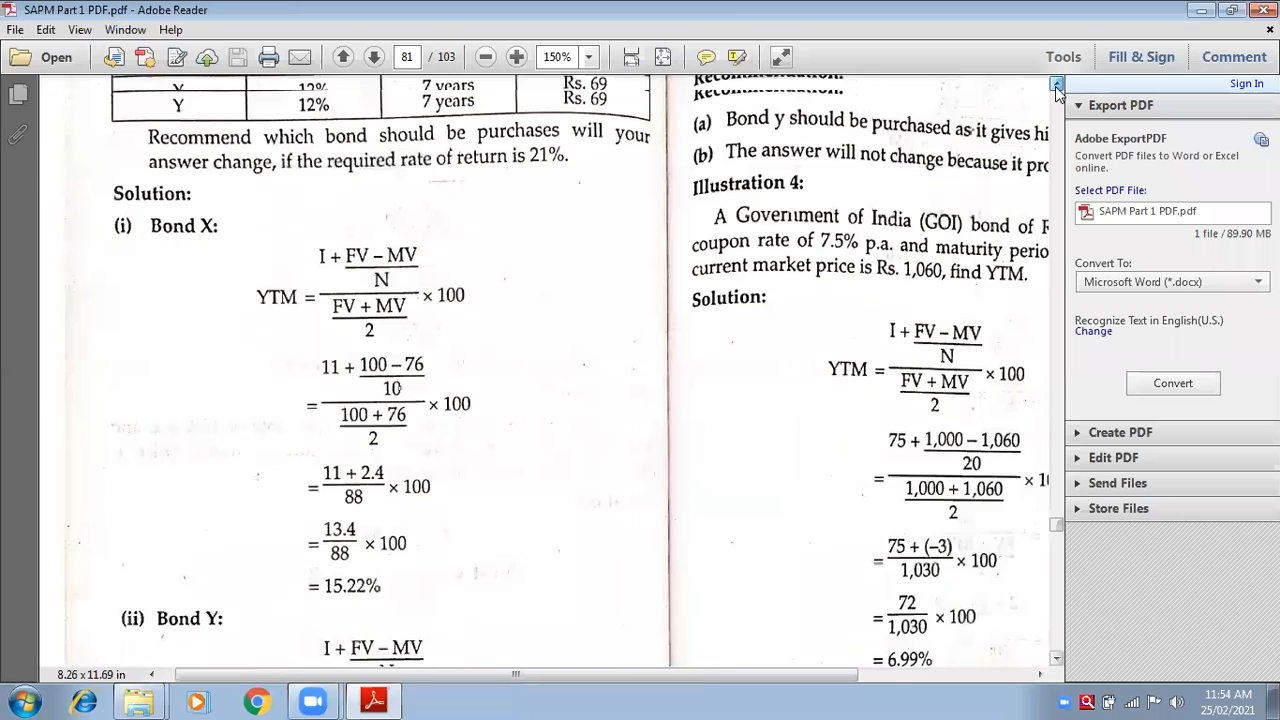 SAPM Part 1 PDF.pdf - Adobe Reader
File Edit View Window Help
Open 81 / 103 150% Tools Fill & Sign Comment
Sign In
Y 12% 7 years Rs. 69
Y 12% 7 years Rs. 69
Recommend which bond should be purchases will your
answer change, if the required rate of return is 21%.
Solution:
(i) Bond X:
I + FV – MV
N
YTM = × 100
FV + MV
2
11 + 100 – 76
10
= × 100
100 + 76
2
11 + 2.4
= × 100
88
13.4
= × 100
88
= 15.22%
(ii) Bond Y:
I + FV – MV
Recommendation:
Recommendation:
(a) Bond y should be purchased as it gives hi
(b) The answer will not change because it pro
Illustration 4:
A Government of India (GOI) bond of
coupon rate of 7.5% p.a. and maturity perio
current market price is Rs. 1,060, find YTM.
Solution:
I + FV – MV
N
YTM = × 100
FV + MV
2
75 + 1,000 – 1,060
20
= × 1
1,000 + 1,060
2
75 + (–3)
= × 100
1,030
72
= × 100
1,030
= 6.99%
Export PDF
Adobe ExportPDF
Convert PDF files to Word or Excel
online.
Select PDF File:
SAPM Part 1 PDF.pdf
1 file / 89.90 MB
Convert To:
Microsoft Word (*.docx)
Recognize Text in English(U.S.)
Change
Convert
Create PDF
Edit PDF
Send Files
Store Files
8.26 x 11.69 in
11:54 AM
25/02/2021